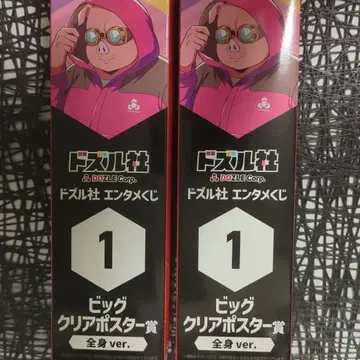 ドズル社
DOZLE Corp.
ドズル社 エンタメくじ
1
ビッグ
クリアポスター賞
全身 ver.
ドズル社
DOZLE Corp.
ドズル社 エンタメくじ
1
ビッグ
クリアポスター賞
全身 ver.